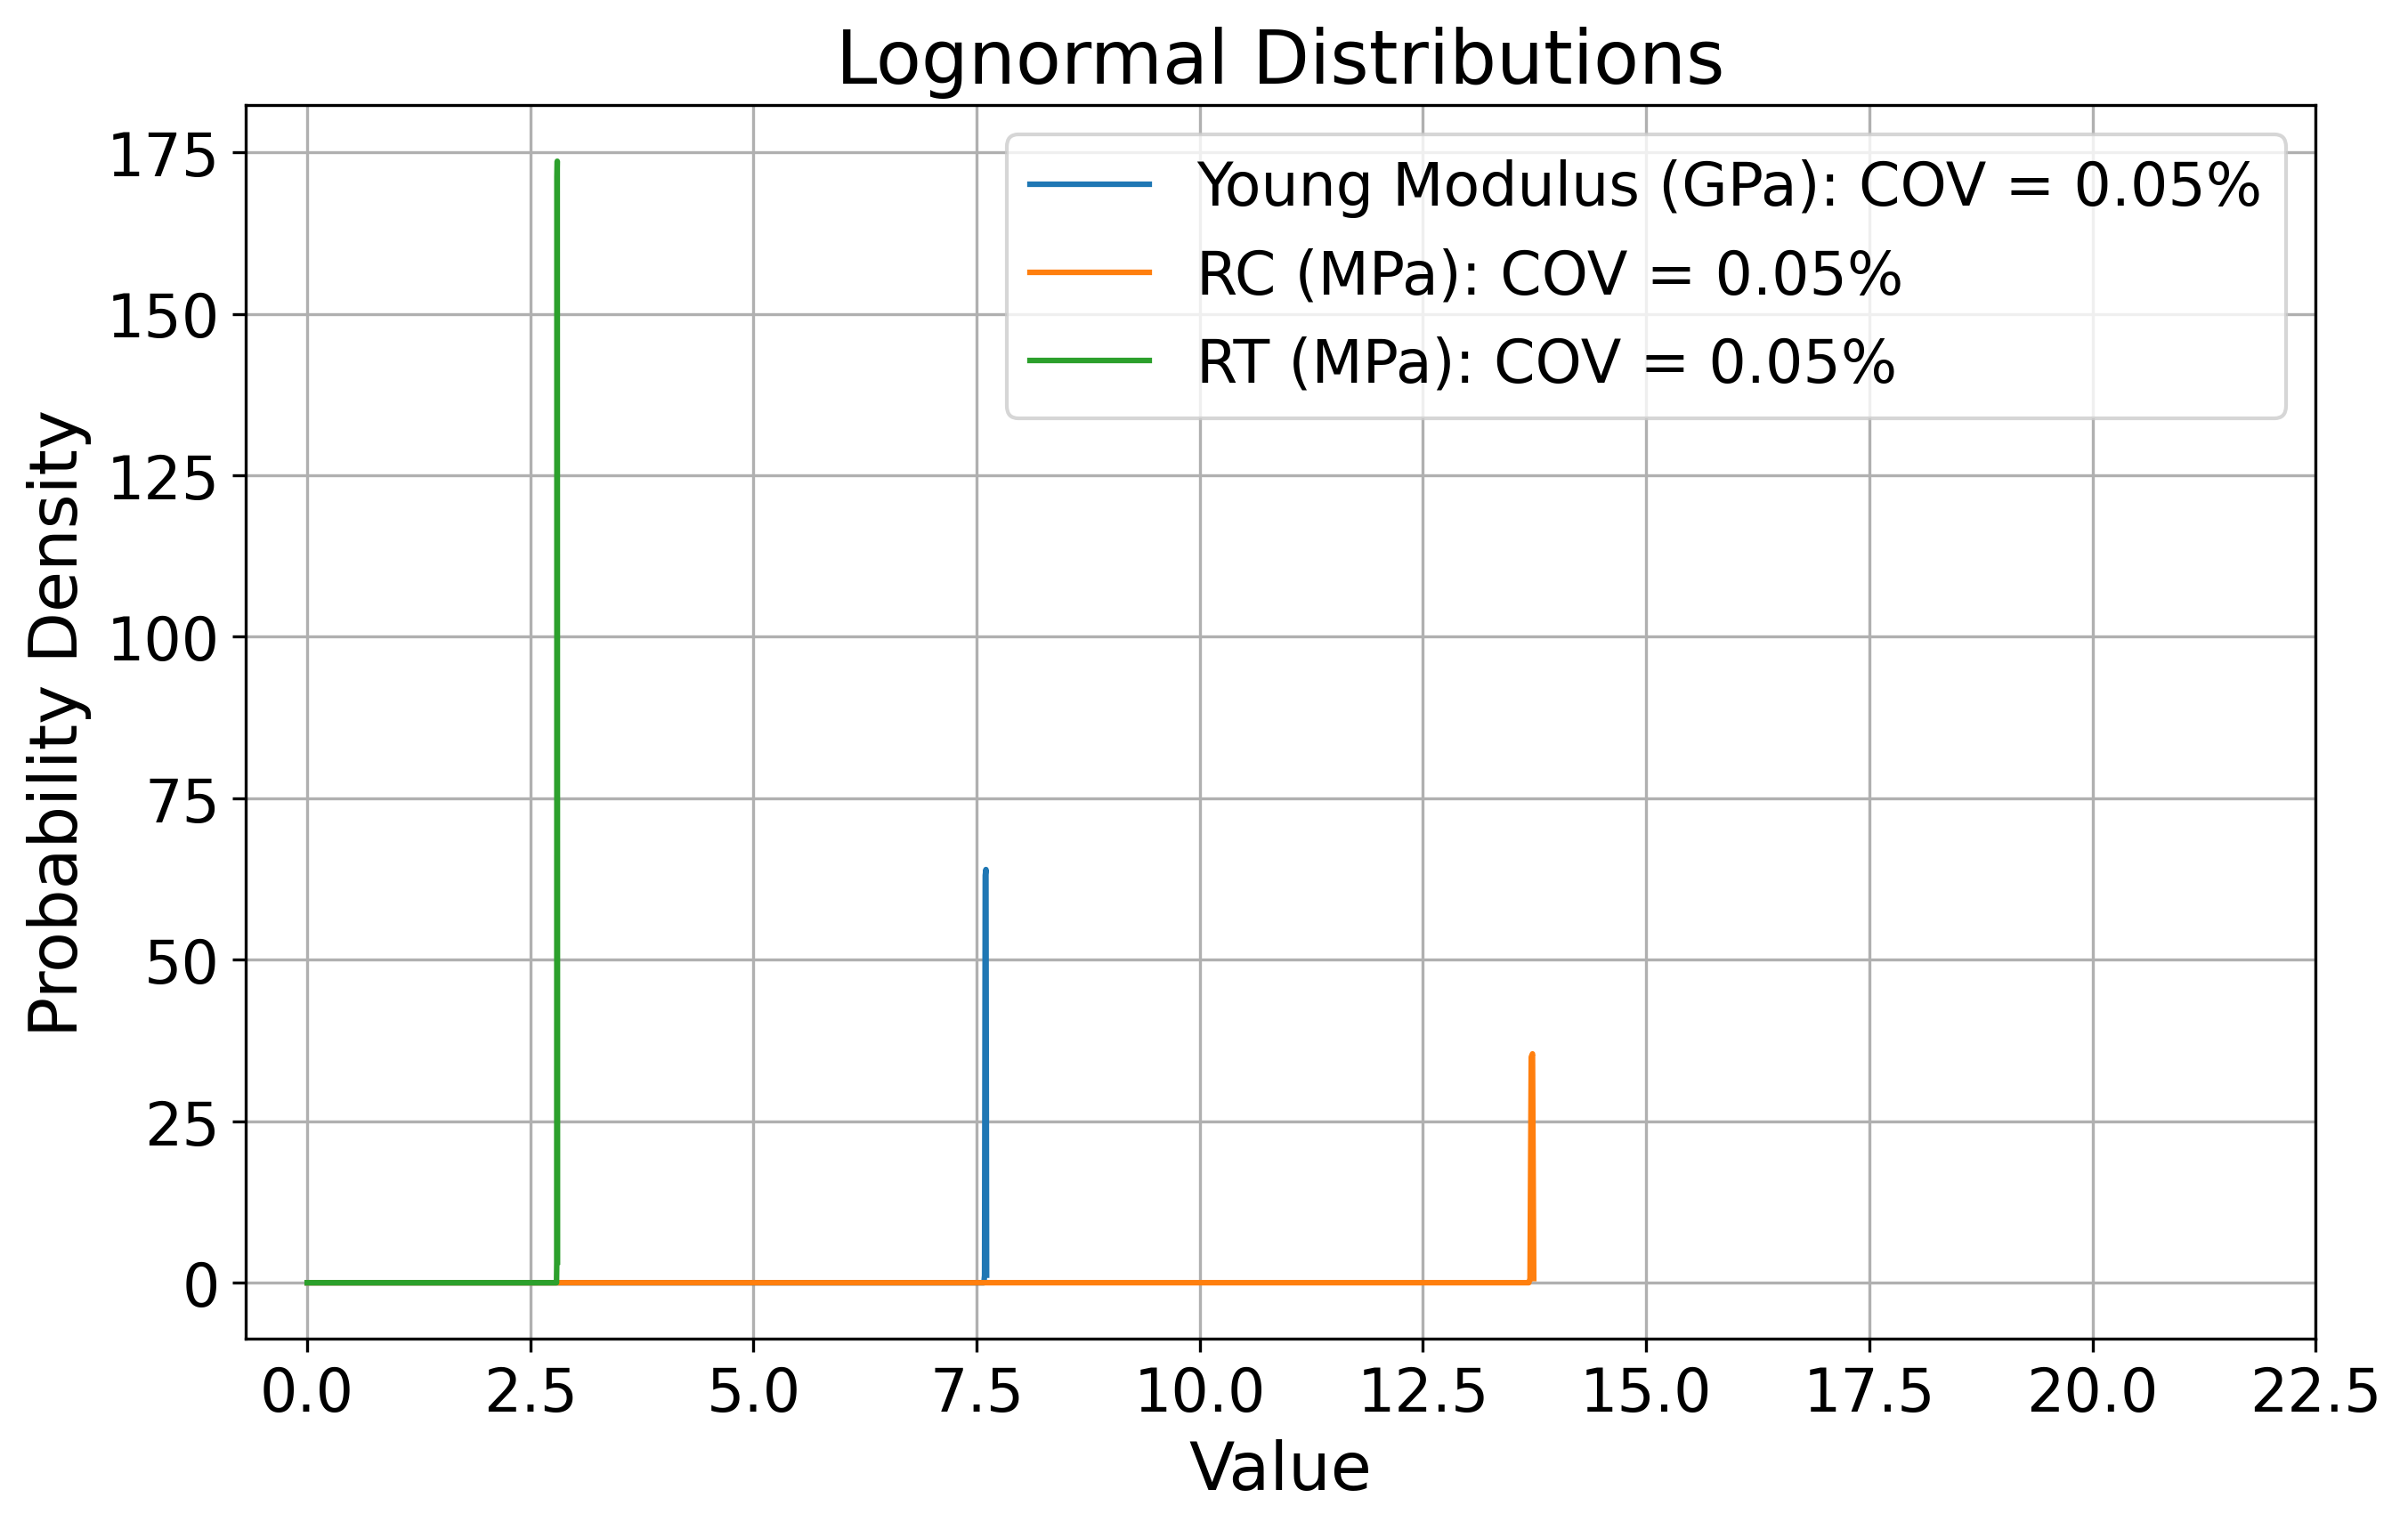 Lognormal Distributions
Young Modulus (GPa): COV = 0.05%
RC (MPa): COV = 0.05%
RT (MPa): COV = 0.05%
Probability Density
175
150
125
100
75
50
25
0
0.0 2.5 5.0 7.5 10.0 12.5 15.0 17.5 20.0 22.5
Value